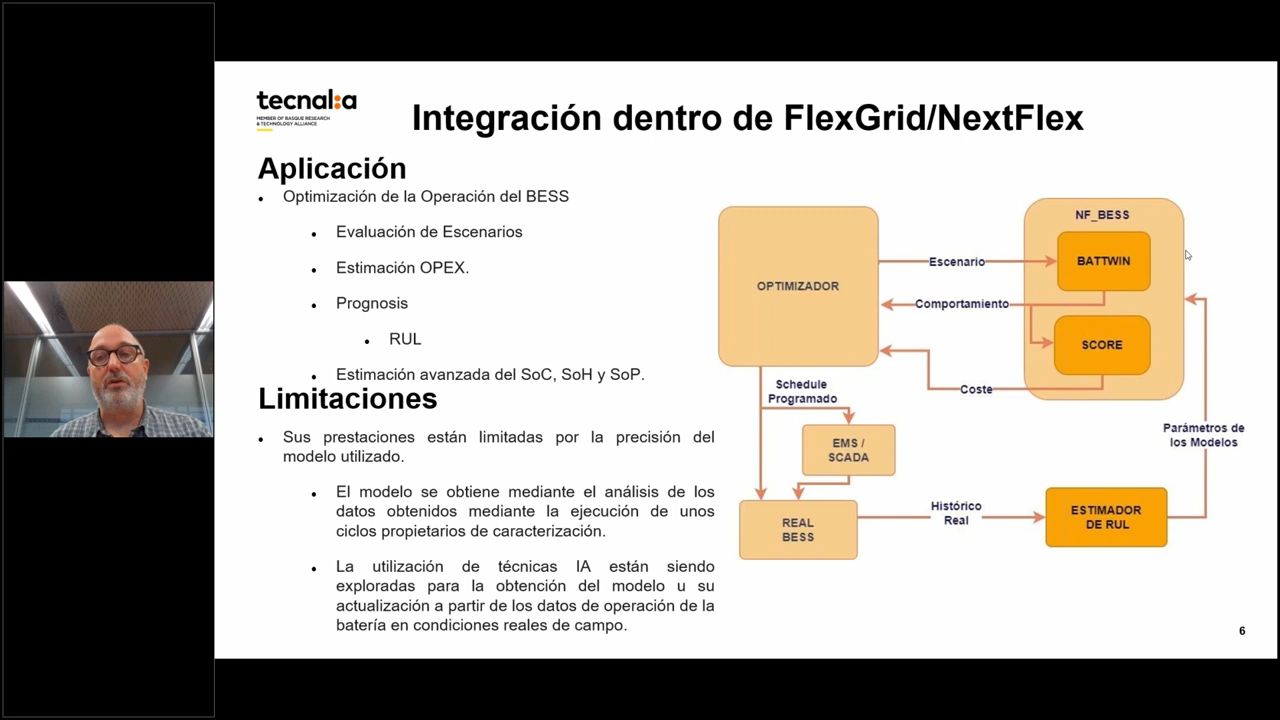 tecnal:a
MEMBER OF BASQUE RESEARCH
& TECHNOLOGY ALLIANCE
Integración dentro de FlexGrid/NextFlex
Aplicación
• Optimización de la Operación del BESS
• Evaluación de Escenarios
• Estimación OPEX.
• Prognosis
• RUL
• Estimación avanzada del SoC, SoH y SoP.
Limitaciones
• Sus prestaciones están limitadas por la precisión del
modelo utilizado.
• El modelo se obtiene mediante el análisis de los
datos obtenidos mediante la ejecución de unos
ciclos propietarios de caracterización.
• La utilización de técnicas IA están siendo
exploradas para la obtención del modelo u su
actualización a partir de los datos de operación de la
batería en condiciones reales de campo.
OPTIMIZADOR
NF_BESS
Escenario
BATTWIN
Comportamiento
SCORE
Coste
Schedule
Programado
EMS /
SCADA
Parámetros de
los Modelos
REAL
BESS
Histórico
Real
ESTIMADOR
DE RUL
6